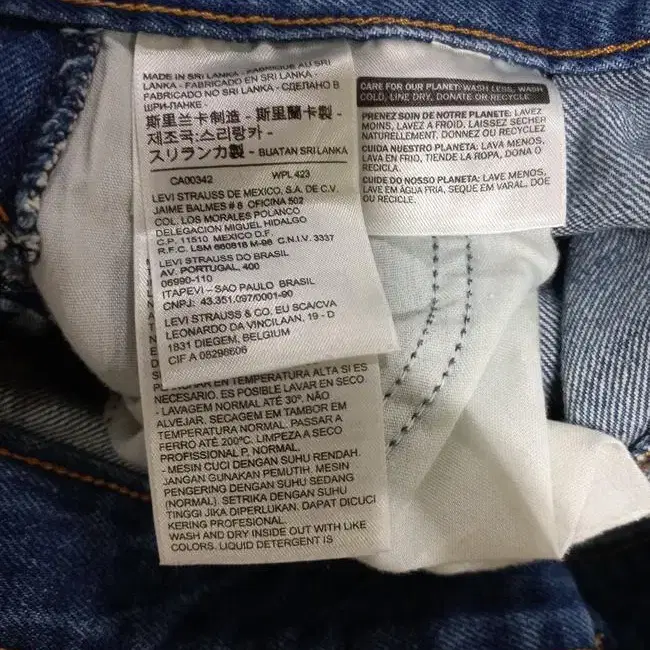 MADE IN SRI LANKA - FABRIQUE AU SRI
LANKA - FABRICADO EN SRI LANKA -
FABRICADO NO SRI LANKA - СДЕЛАНО В
ШРИ-ЛАНКЕ -
斯里兰卡制造 - 斯里蘭卡製 -
제조국:스리랑카 -
スリランカ製 - BUATAN SRI LANKA
CA00342 WPL 423
LEVI STRAUSS DE MEXICO, S.A. DE C.V.
JAIME BALMES # 8 OFICINA 502
COL. LOS MORALES POLANCO
DELEGACION MIGUEL HIDALGO
C.P. 11510 MEXICO D.F.
R.F.C. LSM 660816 M-98 C.N.I.V. 3337
LEVI STRAUSS DO BRASIL
AV. PORTUGAL, 400
06990-110
ITAPEVI - SAO PAULO BRASIL
CNPJ: 43.351.097/0001-90
LEVI STRAUSS & CO. EU SCA/CVA
LEONARDO DA VINCILAAN, 19 - D
1831 DIEGEM, BELGIUM
CIF A 08298606
CARE FOR OUR PLANET: WASH LESS, WASH
COLD, LINE DRY, DONATE OR RECYCLE
PRENEZ SOIN DE NOTRE PLANETE: LAVEZ
MOINS, LAVEZ A FROID, LAISSEZ SECHER
NATURELLEMENT, DONNEZ OU RECYCLEZ
CUIDA NUESTRO PLANETA: LAVA MENOS,
LAVA EN FRIO, TIENDE LA ROPA, DONA O
RECICLA.
CUIDE DO NOSSO PLANETA: LAVE MENOS,
LAVE EM ÁGUA FRIA, SEQUE EM VARAL. DOE
OU RECICLE.
PLANCHAR EN TEMPERATURA ALTA SI ES
NECESARIO. ES POSIBLE LAVAR EN SECO.
- LAVAGEM NORMAL ATÉ 30°. NÃO
ALVEJAR. SECAGEM EM TAMBOR EM
TEMPERATURA NORMAL. PASSAR A
FERRO ATÉ 200°C. LIMPEZA A SECO
PROFISSIONAL P, NORMAL.
- MESIN CUCI DENGAN SUHU RENDAH.
JANGAN GUNAKAN PEMUTIH. MESIN
PENGERING DENGAN SUHU SEDANG
(NORMAL). SETRIKA DENGAN SUHU
TINGGI JIKA DIPERLUKAN. DAPAT DICUCI
KERING PROFESIONAL.
WASH AND DRY INSIDE OUT WITH LIKE
COLORS. LIQUID DETERGENT IS